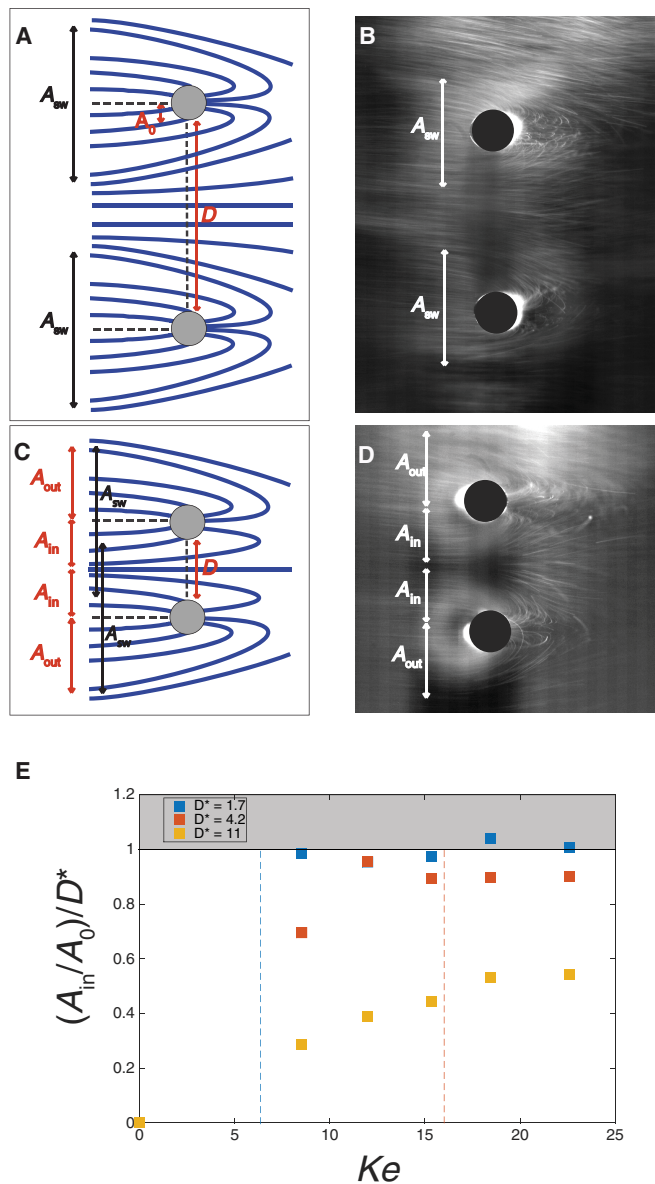 A
A_sw
A_0
D
A_sw
B
A_sw
A_sw
C
A_out
A_sw
A_in
D
A_in
A_sw
A_out
D
A_out
A_in
A_in
A_out
E
1.2
D* = 1.7
D* = 4.2
D* = 11
1
0.8
0.6
0.4
0.2
0
(A_in/A_0)/D*
0 5 10 15 20 25
Ke